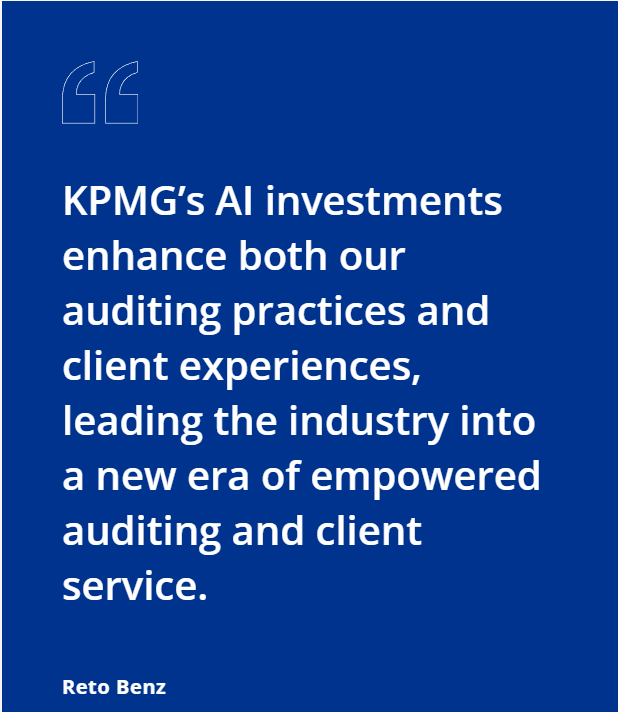 “
KPMG’s AI investments
enhance both our
auditing practices and
client experiences,
leading the industry into
a new era of empowered
auditing and client
service.
Reto Benz